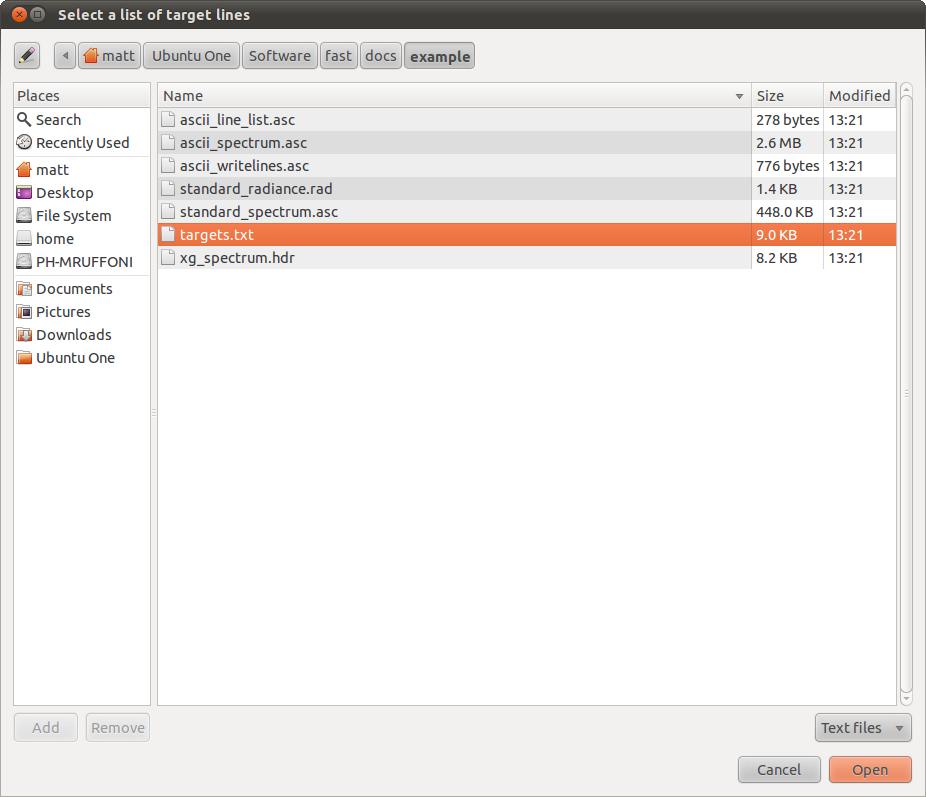 Select a list of target lines
matt Ubuntu One Software fast docs example
Places
Search
Recently Used
matt
Desktop
File System
home
PH-MRUFFONI
Documents
Pictures
Downloads
Ubuntu One
Name Size Modified
ascii_line_list.asc 278 bytes 13:21
ascii_spectrum.asc 2.6 MB 13:21
ascii_writelines.asc 776 bytes 13:21
standard_radiance.rad 1.4 KB 13:21
standard_spectrum.asc 448.0 KB 13:21
targets.txt 9.0 KB 13:21
xg_spectrum.hdr 8.2 KB 13:21
Add Remove Text files
Cancel Open